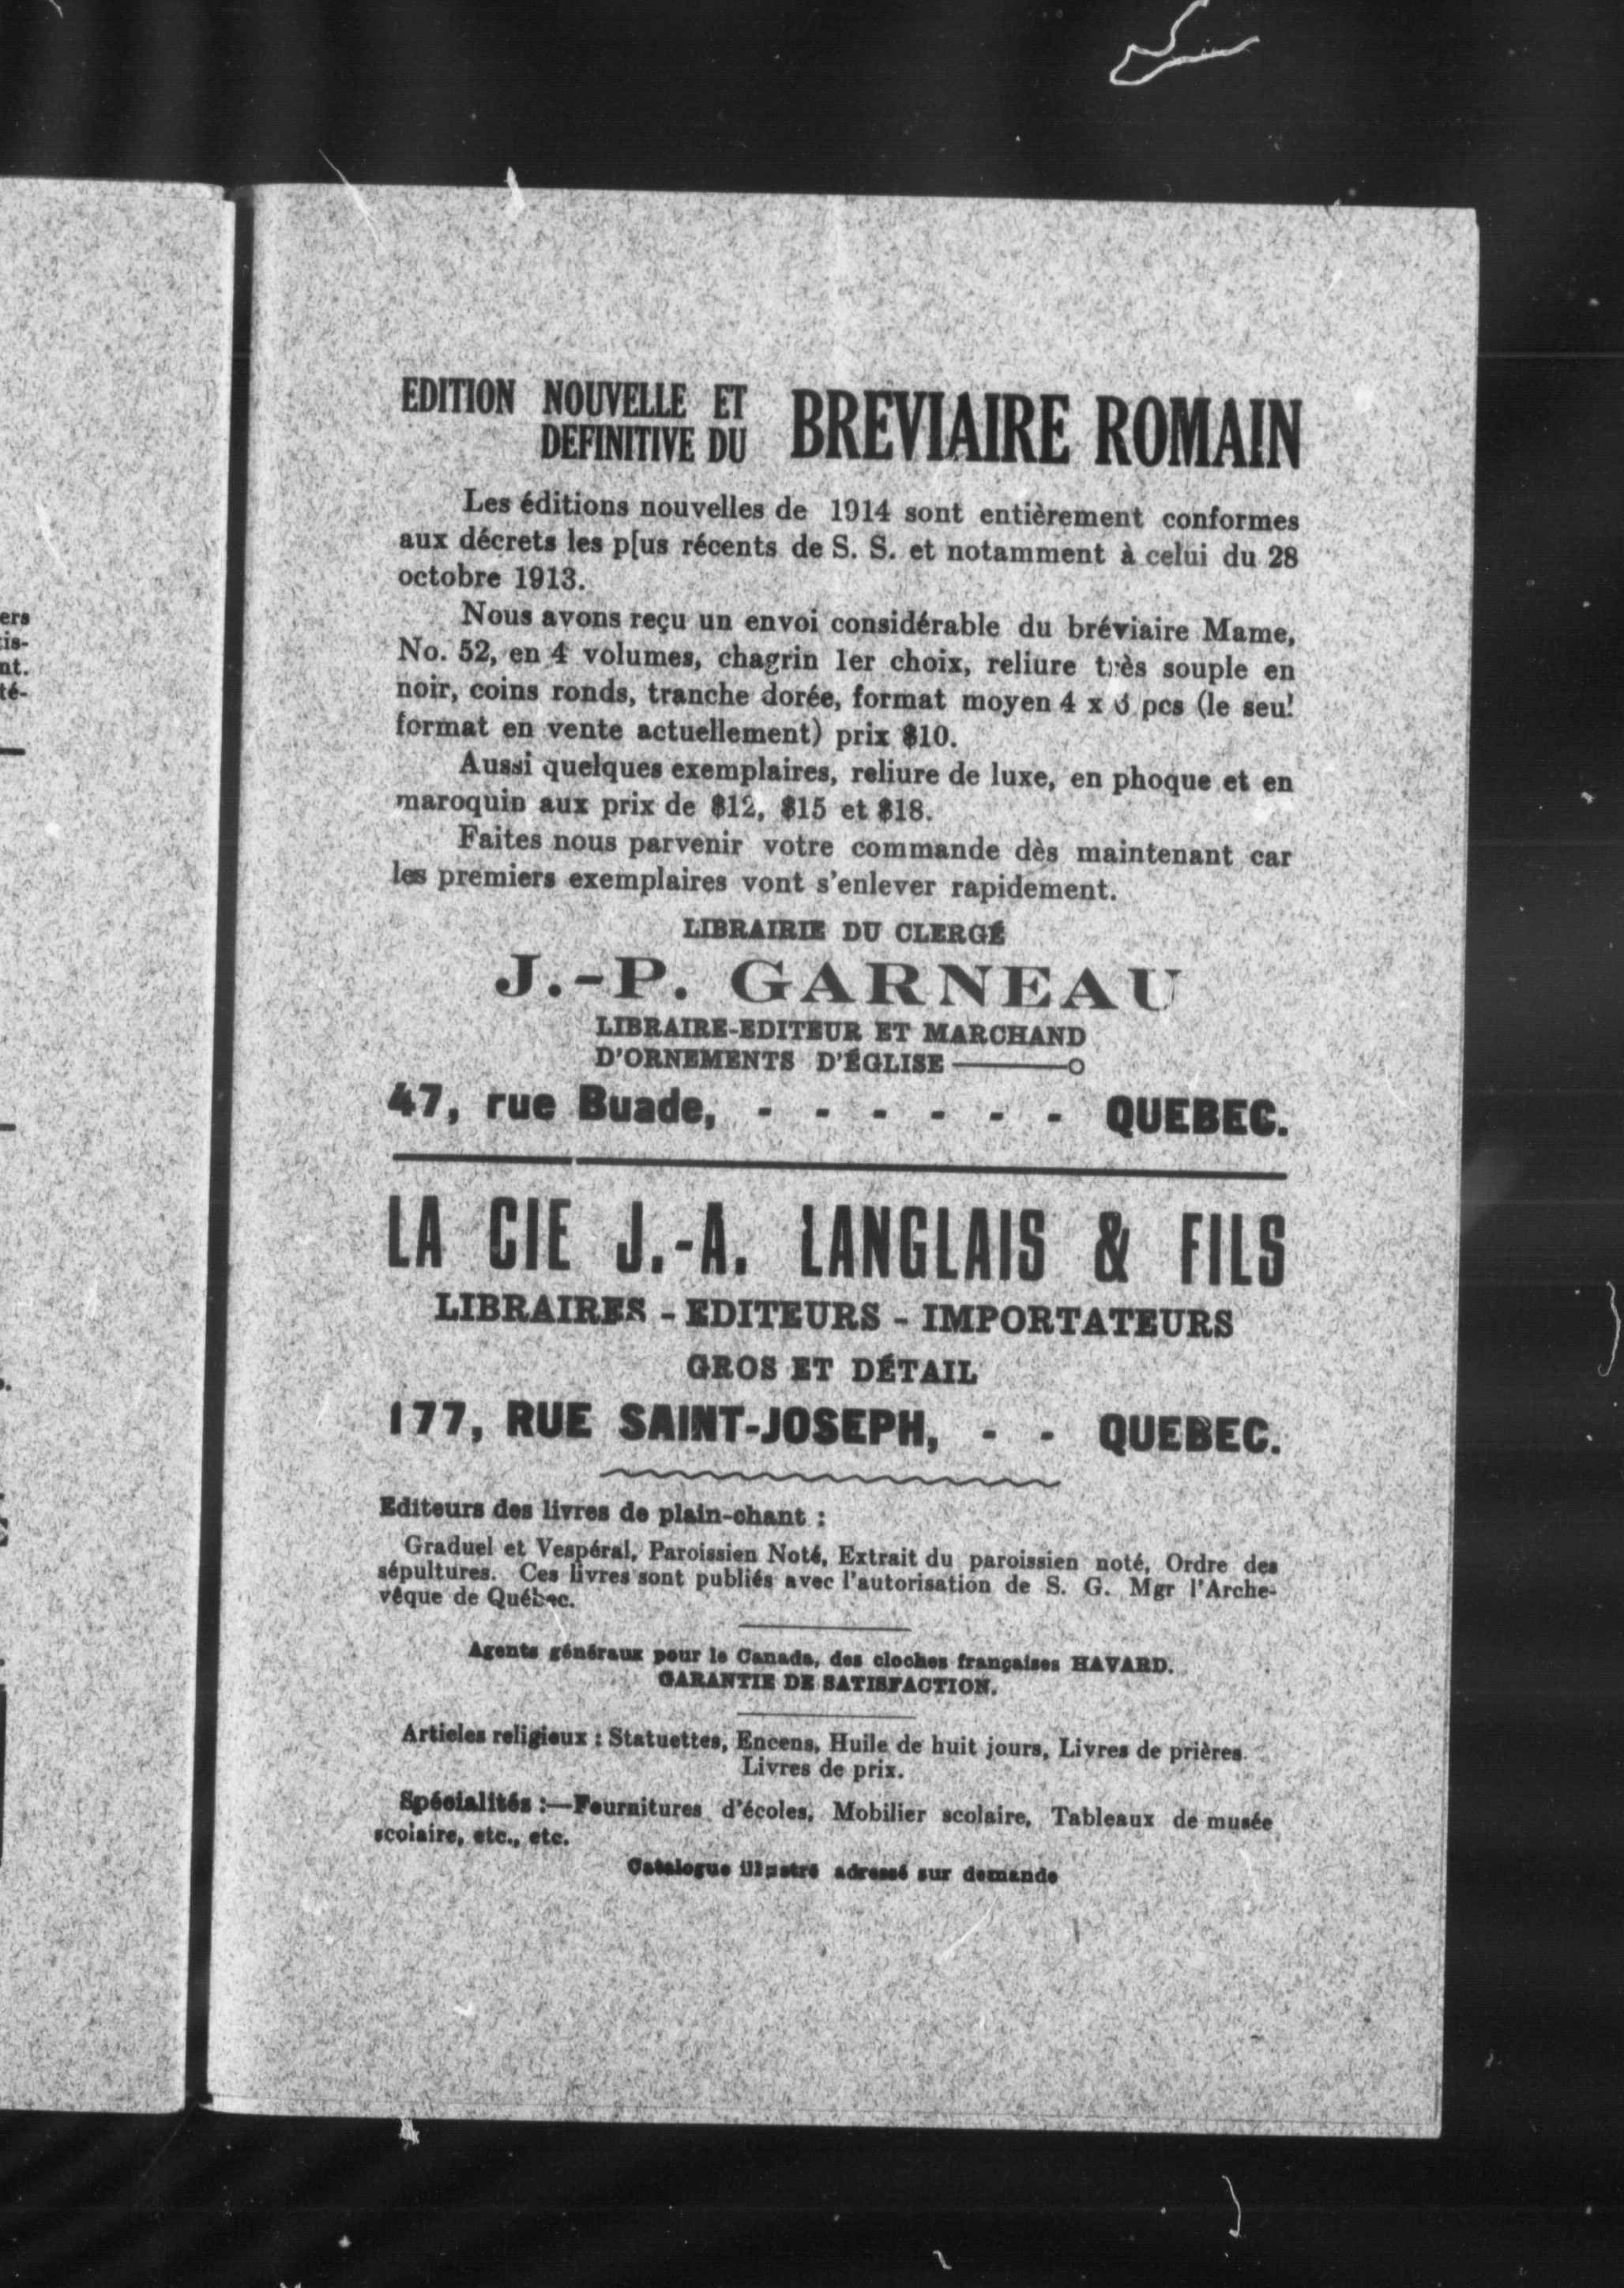 EDITION NOUVELLE ET
DEFINITIVE DU BREVIAIRE ROMAIN
Les éditions nouvelles de 1914 sont entièrement conformes
aux décrets les p[us récents de S. S. et notamment à celui du 28
octobre 1913.
Nous avons reçu un envoi considérable du bréviaire Mame,
No. 52, en 4 volumes, chagrin 1er choix, reliure très souple en
noir, coins ronds, tranche dorée, format moyen 4 x 6 pcs (le seul
format en vente actuellement) prix $10.
Aussi quelques exemplaires, reliure de luxe, en phoque et en
maroquin aux prix de $12, $15 et $18.
Faites nous parvenir votre commande dès maintenant car
les premiers exemplaires vont s'enlever rapidement.
LIBRAIRIE DU CLERGÉ
J.-P. GARNEAU
LIBRAIRE-EDITEUR ET MARCHAND
D'ORNEMENTS D'ÉGLISE
47, rue Buade, - - - - - - QUEBEC.
LA CIE J.-A. LANGLAIS & FILS
LIBRAIRES - EDITEURS - IMPORTATEURS
GROS ET DÉTAIL
177, RUE SAINT-JOSEPH, - - QUEBEC.
Editeurs des livres de plain-chant :
Graduel et Vespéral, Paroissien Noté, Extrait du paroissien noté, Ordre des
sépultures. Ces livres sont publiés avec l'autorisation de S. G. Mgr l'Arche-
vêque de Québec.
Agents généraux pour le Canada, des cloches françaises HAVARD.
GARANTIE DE SATISFACTION.
Articles religieux : Statuettes, Encens, Huile de huit jours, Livres de prières.
Livres de prix.
Spécialités :—Fournitures d'écoles, Mobilier scolaire, Tableaux de musée
scolaire, etc., etc.
Catalogue illustré adressé sur demande
ers
tis-
nt.
té-